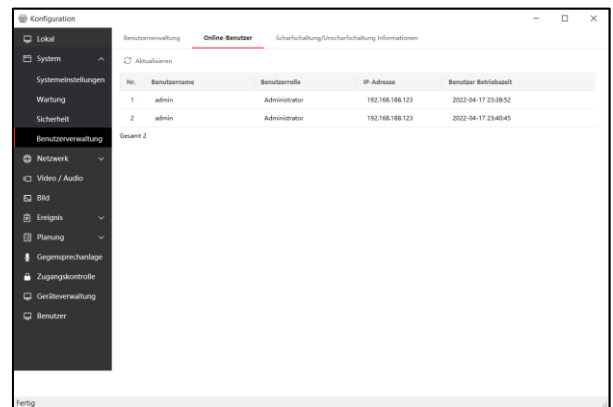 Konfiguration
Lokal
System
Systemeinstellungen
Wartung
Sicherheit
Benutzerverwaltung
Netzwerk
Video / Audio
Bild
Ereignis
Planung
Gegensprechanlage
Zugangskontrolle
Geräteverwaltung
Benutzer
Benutzerverwaltung Online-Benutzer Scharfschaltung/Unscharfschaltung Informationen
Aktualisieren
Nr. Benutzername Benutzerrolle IP-Adresse Benutzer Betriebszeit
1 admin Administrator 192.168.188.123 2022-04-17 23:38:52
2 admin Administrator 192.168.188.123 2022-04-17 23:40:45
Gesamt 2
Fertig